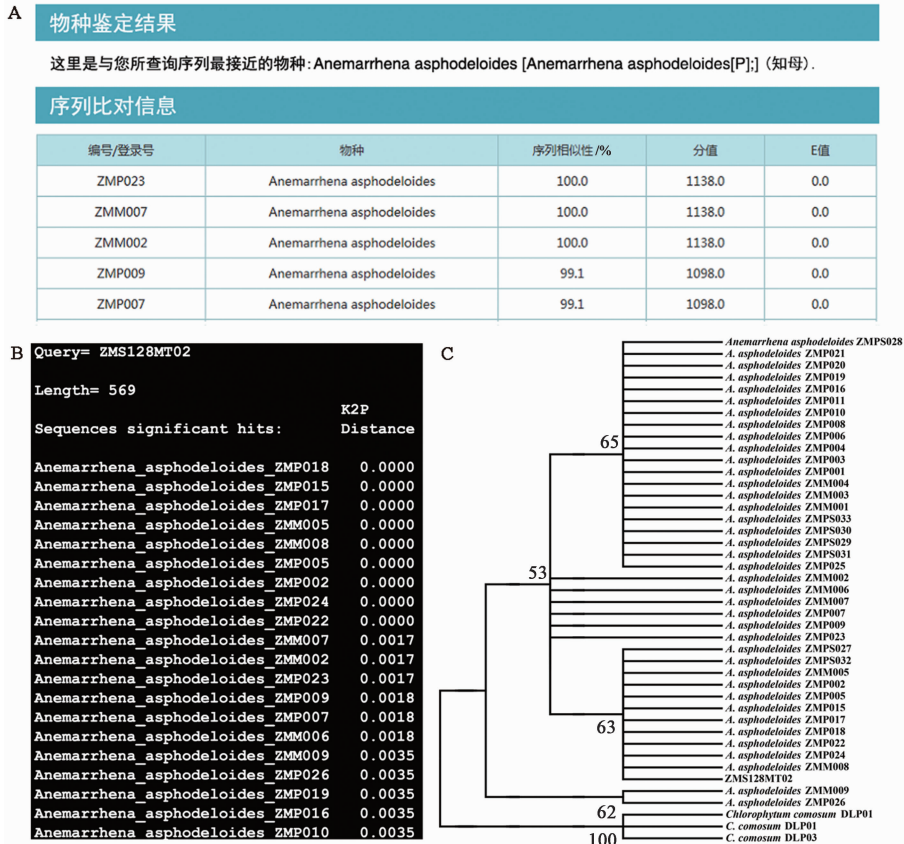 A
物种鉴定结果
这里是与您所查询序列最接近的物种:Anemarrhena asphodeloides [Anemarrhena asphodeloides[P];] (知母).
序列比对信息
编号/登录号 物种 序列相似性/% 分值 E值
ZMP023 Anemarrhena asphodeloides 100.0 1138.0 0.0
ZMM007 Anemarrhena asphodeloides 100.0 1138.0 0.0
ZMM002 Anemarrhena asphodeloides 100.0 1138.0 0.0
ZMP009 Anemarrhena asphodeloides 99.1 1098.0 0.0
ZMP007 Anemarrhena asphodeloides 99.1 1098.0 0.0
B
Query= ZMS128MT02
Length= 569
K2P
Sequences significant hits: Distance
Anemarrhena_asphodeloides_ZMP018 0.0000
Anemarrhena_asphodeloides_ZMP015 0.0000
Anemarrhena_asphodeloides_ZMP017 0.0000
Anemarrhena_asphodeloides_ZMM005 0.0000
Anemarrhena_asphodeloides_ZMM008 0.0000
Anemarrhena_asphodeloides_ZMP005 0.0000
Anemarrhena_asphodeloides_ZMP002 0.0000
Anemarrhena_asphodeloides_ZMP024 0.0000
Anemarrhena_asphodeloides_ZMP022 0.0000
Anemarrhena_asphodeloides_ZMM007 0.0017
Anemarrhena_asphodeloides_ZMM002 0.0017
Anemarrhena_asphodeloides_ZMP023 0.0017
Anemarrhena_asphodeloides_ZMP009 0.0018
Anemarrhena_asphodeloides_ZMP007 0.0018
Anemarrhena_asphodeloides_ZMM006 0.0018
Anemarrhena_asphodeloides_ZMM009 0.0035
Anemarrhena_asphodeloides_ZMP026 0.0035
Anemarrhena_asphodeloides_ZMP019 0.0035
Anemarrhena_asphodeloides_ZMP016 0.0035
Anemarrhena_asphodeloides_ZMP010 0.0035
C
Anemarrhena asphodeloides ZMPS028
A. asphodeloides ZMP021
A. asphodeloides ZMP020
A. asphodeloides ZMP019
A. asphodeloides ZMP016
A. asphodeloides ZMP011
A. asphodeloides ZMP010
A. asphodeloides ZMP008
A. asphodeloides ZMP006
65
A. asphodeloides ZMP004
A. asphodeloides ZMP003
A. asphodeloides ZMP001
A. asphodeloides ZMM004
A. asphodeloides ZMM003
A. asphodeloides ZMM001
A. asphodeloides ZMPS033
A. asphodeloides ZMPS030
A. asphodeloides ZMPS029
A. asphodeloides ZMPS031
A. asphodeloides ZMP025
53
A. asphodeloides ZMM002
A. asphodeloides ZMM006
A. asphodeloides ZMM007
A. asphodeloides ZMP007
A. asphodeloides ZMP009
A. asphodeloides ZMP023
A. asphodeloides ZMPS027
A. asphodeloides ZMPS032
A. asphodeloides ZMM005
A. asphodeloides ZMP002
A. asphodeloides ZMP005
A. asphodeloides ZMP015
A. asphodeloides ZMP017
63
A. asphodeloides ZMP018
A. asphodeloides ZMP022
A. asphodeloides ZMP024
A. asphodeloides ZMM008
ZMS128MT02
A. asphodeloides ZMM009
A. asphodeloides ZMP026
62
Chlorophytum comosum DLP01
C. comosum DLP01
100
C. comosum DLP03